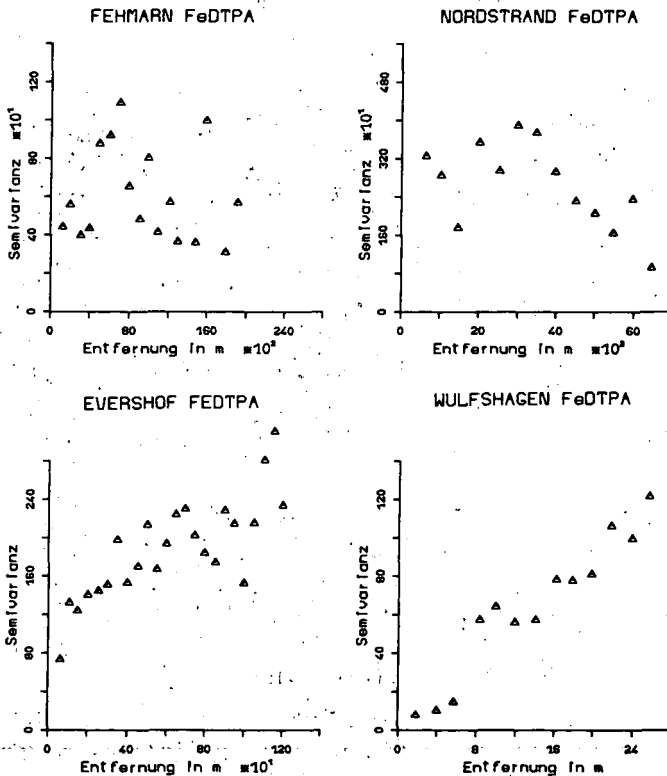 FEHMARN FeDTPA
Semivarianz *10¹
0 40 80 120
0 80 160 240
Entfernung in m *10²
NORDSTRAND FeDTPA
Semivarianz *10¹
0 160 320 480
0 20 40 60
Entfernung in m *10²
EVERSHOF FEDTPA
Semivarianz
0 80 160 240
0 40 80 120
Entfernung in m *10¹
WULFSHAGEN FeDTPA
Semivarianz
0 40 80 120
0 8 16 24
Entfernung in m